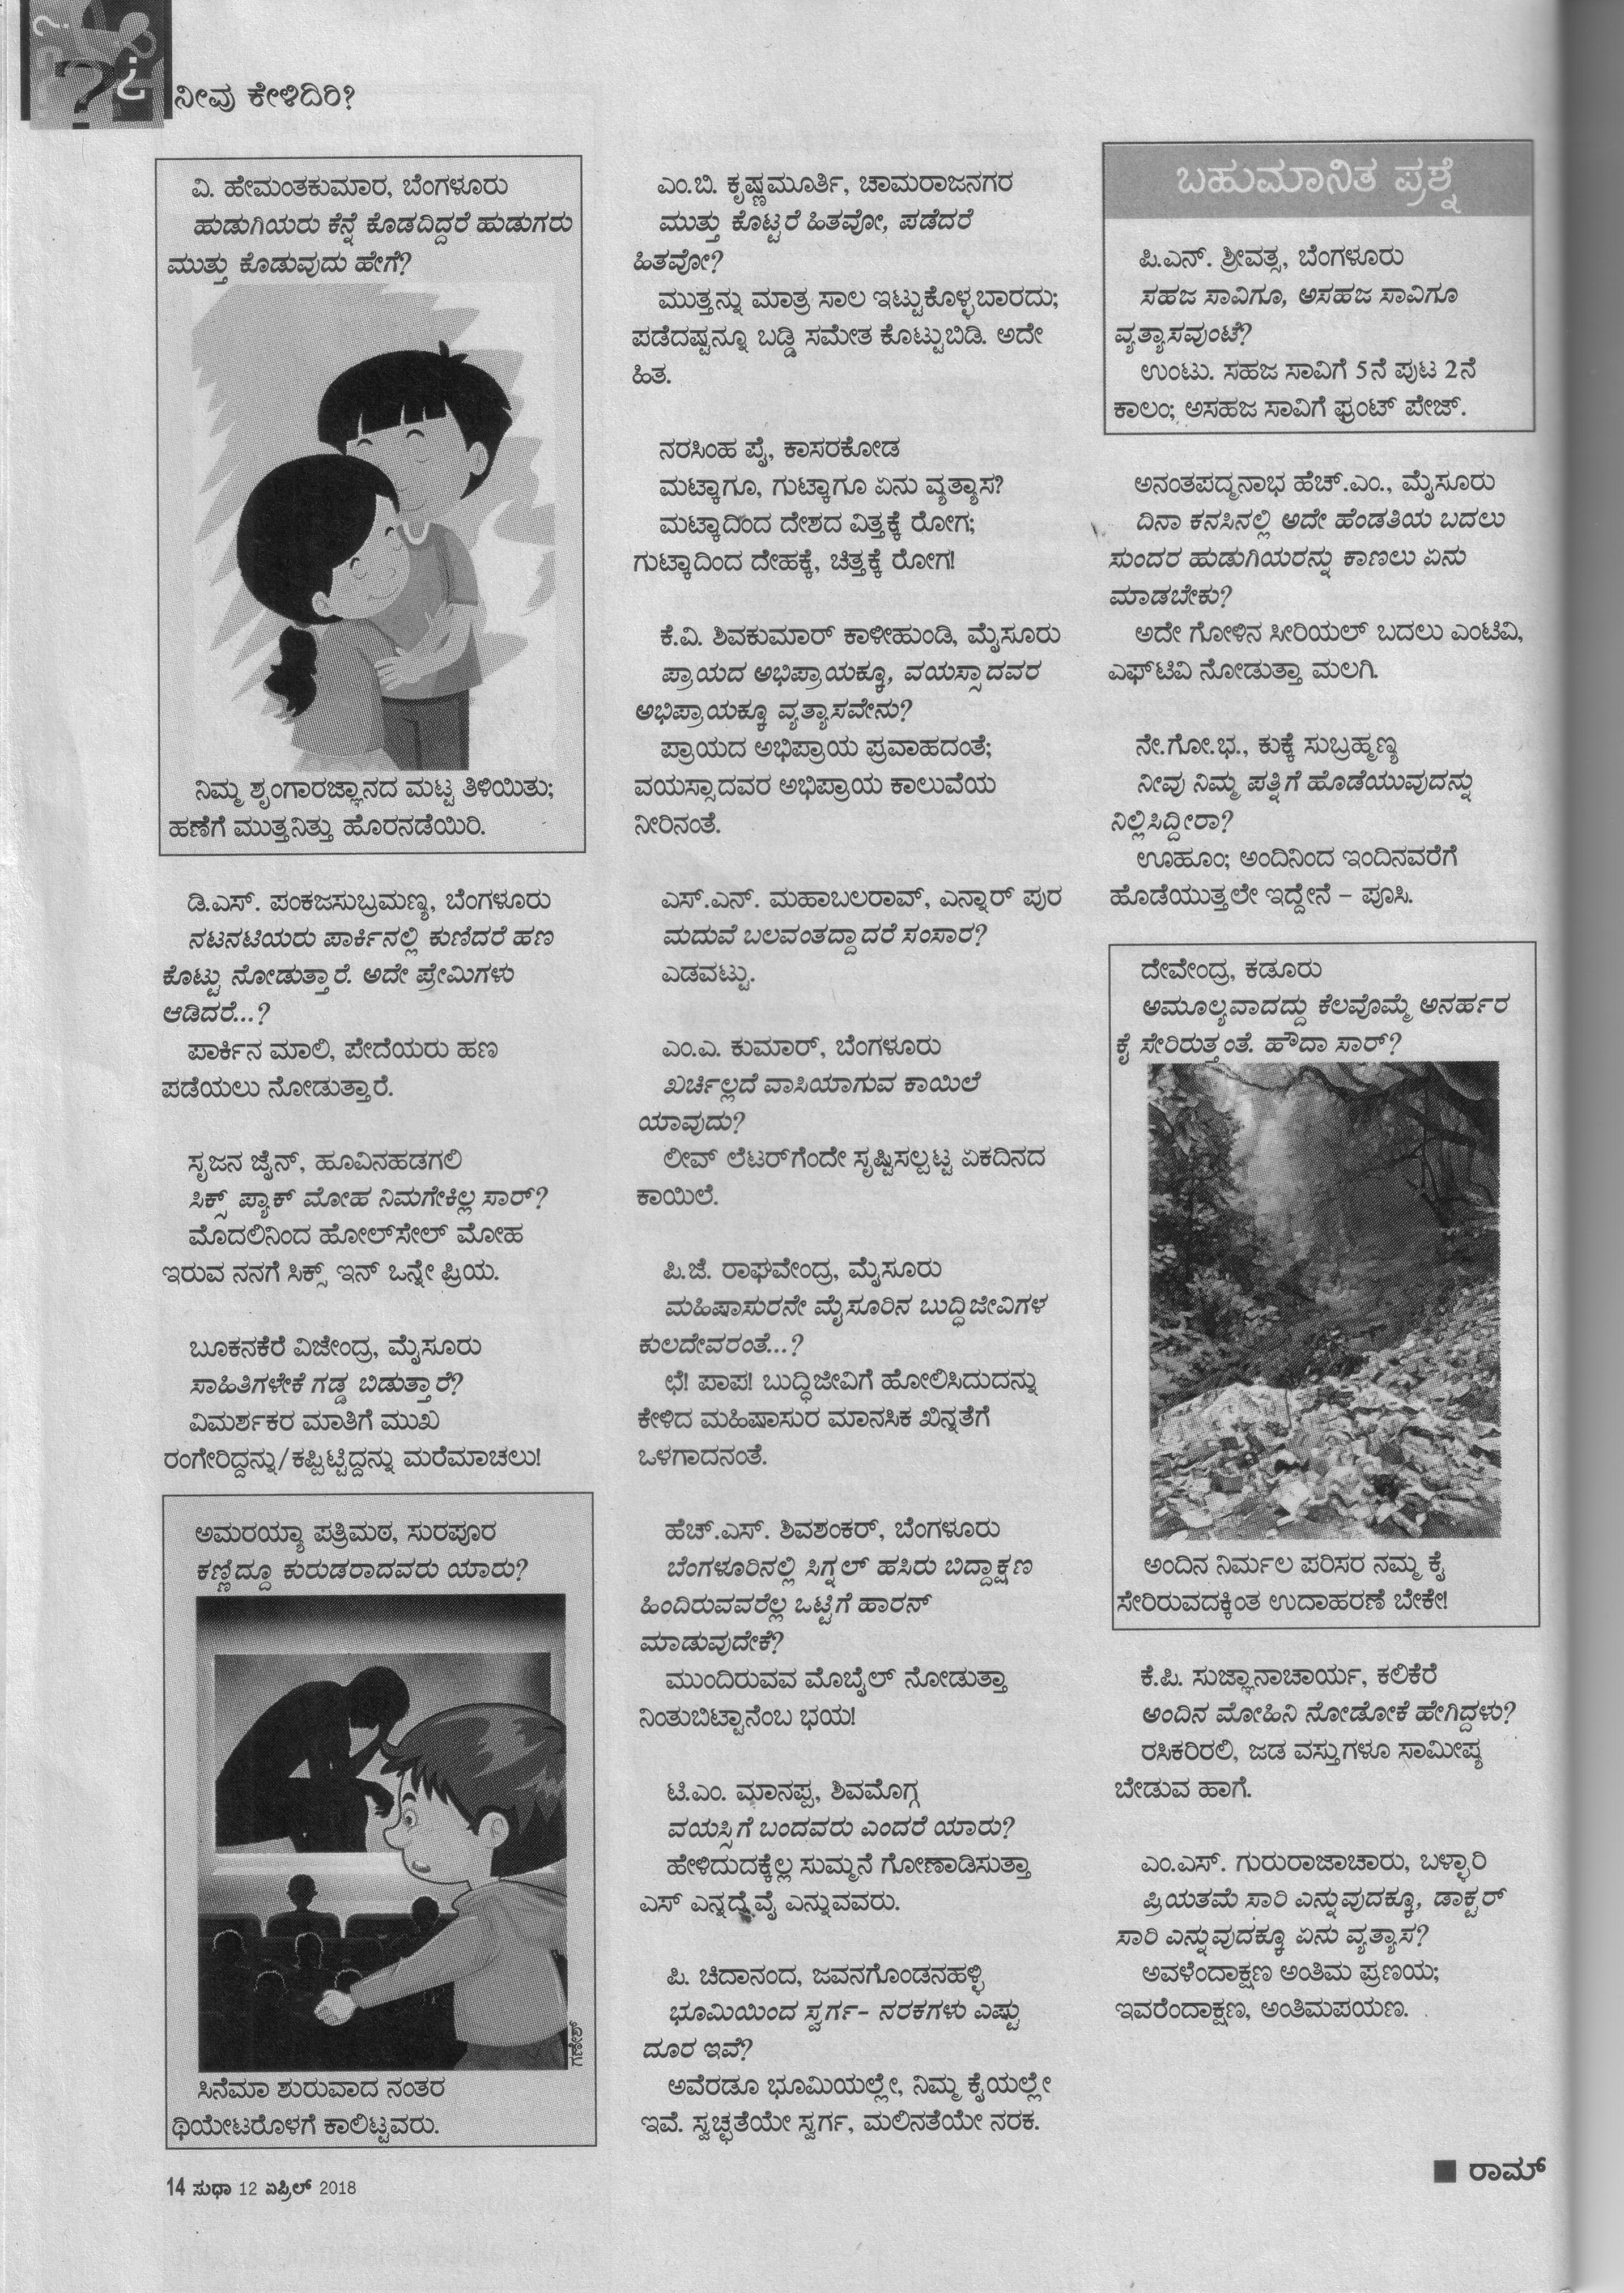 ನೀವು ಕೇಳಿದಿರಿ?
ವಿ. ಹೇಮಂತಕುಮಾರ, ಬೆಂಗಳೂರು
ಹುಡುಗಿಯರು ಕೆನ್ನೆ ಕೊಡದಿದ್ದರೆ ಹುಡುಗರು
ಮುತ್ತು ಕೊಡುವುದು ಹೇಗೆ?
ನಿಮ್ಮ ಶೃಂಗಾರಜ್ಞಾನದ ಮಟ್ಟ ತಿಳಿಯಿತು;
ಹಣೆಗೆ ಮುತ್ತನಿತ್ತು ಹೊರನಡೆಯಿರಿ.
ಡಿ.ಎಸ್. ಪಂಕಜಸುಬ್ರಮಣ್ಯ, ಬೆಂಗಳೂರು
ನಟನಟಿಯರು ಪಾರ್ಕಿನಲ್ಲಿ ಕುಣಿದರೆ ಹಣ
ಕೊಟ್ಟು ನೋಡುತ್ತಾರೆ. ಅದೇ ಪ್ರೇಮಿಗಳು
ಆಡಿದರೆ...?
ಪಾರ್ಕಿನ ಮಾಲಿ, ಪೇದೆಯರು ಹಣ
ಪಡೆಯಲು ನೋಡುತ್ತಾರೆ.
ಸೃಜನ ಜೈನ್, ಹೂವಿನಹಡಗಲಿ
ಸಿಕ್ಸ್ ಪ್ಯಾಕ್ ಮೋಹ ನಿಮಗೇಕಿಲ್ಲ ಸಾರ್?
ಮೊದಲಿನಿಂದ ಹೋಲ್‌ಸೇಲ್ ಮೋಹ
ಇರುವ ನನಗೆ ಸಿಕ್ಸ್ ಇನ್ ಒನ್ನೇ ಪ್ರಿಯ.
ಬೂಕನಕೆರೆ ವಿಜೇಂದ್ರ, ಮೈಸೂರು
ಸಾಹಿತಿಗಳೇಕೆ ಗಡ್ಡ ಬಿಡುತ್ತಾರೆ?
ವಿಮರ್ಶಕರ ಮಾತಿಗೆ ಮುಖ
ರಂಗೇರಿದ್ದನ್ನು/ಕಪ್ಪಿಟ್ಟಿದ್ದನ್ನು ಮರೆಮಾಚಲು!
ಅಮರಯ್ಯಾ ಪತ್ರಿಮಠ, ಸುರಪೂರ
ಕಣ್ಣಿದ್ದೂ ಕುರುಡರಾದವರು ಯಾರು?
ಗಣೇಶ್
ಸಿನೆಮಾ ಶುರುವಾದ ನಂತರ
ಥಿಯೇಟರೊಳಗೆ ಕಾಲಿಟ್ಟವರು.
ಎಂ.ಬಿ. ಕೃಷ್ಣಮೂರ್ತಿ, ಚಾಮರಾಜನಗರ
ಮುತ್ತು ಕೊಟ್ಟರೆ ಹಿತವೋ, ಪಡೆದರೆ
ಹಿತವೋ?
ಮುತ್ತನ್ನು ಮಾತ್ರ ಸಾಲ ಇಟ್ಟುಕೊಳ್ಳಬಾರದು;
ಪಡೆದಷ್ಟನ್ನೂ ಬಡ್ಡಿ ಸಮೇತ ಕೊಟ್ಟುಬಿಡಿ. ಅದೇ
ಹಿತ.
ನರಸಿಂಹ ಪೈ, ಕಾಸರಕೋಡ
ಮಟ್ಕಾಗೂ, ಗುಟ್ಕಾಗೂ ಏನು ವ್ಯತ್ಯಾಸ?
ಮಟ್ಕಾದಿಂದ ದೇಶದ ವಿತ್ತಕ್ಕೆ ರೋಗ;
ಗುಟ್ಕಾದಿಂದ ದೇಹಕ್ಕೆ, ಚಿತ್ತಕ್ಕೆ ರೋಗ!
ಕೆ.ವಿ. ಶಿವಕುಮಾರ್ ಕಾಳೀಹುಂಡಿ, ಮೈಸೂರು
ಪ್ರಾಯದ ಅಭಿಪ್ರಾಯಕ್ಕೂ, ವಯಸ್ಸಾದವರ
ಅಭಿಪ್ರಾಯಕ್ಕೂ ವ್ಯತ್ಯಾಸವೇನು?
ಪ್ರಾಯದ ಅಭಿಪ್ರಾಯ ಪ್ರವಾಹದಂತೆ;
ವಯಸ್ಸಾದವರ ಅಭಿಪ್ರಾಯ ಕಾಲುವೆಯ
ನೀರಿನಂತೆ.
ಎಸ್.ಎನ್. ಮಹಾಬಲರಾವ್, ಎನ್ನಾರ್ ಪುರ
ಮದುವೆ ಬಲವಂತದ್ದಾದರೆ ಸಂಸಾರ?
ಎಡವಟ್ಟು.
ಎಂ.ಎ. ಕುಮಾರ್, ಬೆಂಗಳೂರು
ಖರ್ಚಿಲ್ಲದೆ ವಾಸಿಯಾಗುವ ಕಾಯಿಲೆ
ಯಾವುದು?
ಲೀವ್ ಲೆಟರ್‌ಗೆಂದೇ ಸೃಷ್ಟಿಸಲ್ಪಟ್ಟ ಏಕದಿನದ
ಕಾಯಿಲೆ.
ಪಿ.ಜೆ. ರಾಘವೇಂದ್ರ, ಮೈಸೂರು
ಮಹಿಷಾಸುರನೇ ಮೈಸೂರಿನ ಬುದ್ಧಿಜೀವಿಗಳ
ಕುಲದೇವರಂತೆ...?
ಛೆ! ಪಾಪ! ಬುದ್ಧಿಜೀವಿಗೆ ಹೋಲಿಸಿದುದನ್ನು
ಕೇಳಿದ ಮಹಿಷಾಸುರ ಮಾನಸಿಕ ಖಿನ್ನತೆಗೆ
ಒಳಗಾದನಂತೆ.
ಹೆಚ್.ಎಸ್. ಶಿವಶಂಕರ್, ಬೆಂಗಳೂರು
ಬೆಂಗಳೂರಿನಲ್ಲಿ ಸಿಗ್ನಲ್ ಹಸಿರು ಬಿದ್ದಾಕ್ಷಣ
ಹಿಂದಿರುವವರೆಲ್ಲ ಒಟ್ಟಿಗೆ ಹಾರನ್
ಮಾಡುವುದೇಕೆ?
ಮುಂದಿರುವವ ಮೊಬೈಲ್ ನೋಡುತ್ತಾ
ನಿಂತುಬಿಟ್ಟಾನೆಂಬ ಭಯ!
ಟಿ.ಎಂ. ಮಾನಪ್ಪ, ಶಿವಮೊಗ್ಗ
ವಯಸ್ಸಿಗೆ ಬಂದವರು ಎಂದರೆ ಯಾರು?
ಹೇಳಿದುದಕ್ಕೆಲ್ಲ ಸುಮ್ಮನೆ ಗೋಣಾಡಿಸುತ್ತಾ
ಎಸ್ ಎನ್ನದೈ ವೈ ಎನ್ನುವವರು.
ಪಿ. ಚಿದಾನಂದ, ಜವನಗೊಂಡನಹಳ್ಳಿ
ಭೂಮಿಯಿಂದ ಸ್ವರ್ಗ- ನರಕಗಳು ಎಷ್ಟು
ದೂರ ಇವೆ?
ಅವೆರಡೂ ಭೂಮಿಯಲ್ಲೇ, ನಿಮ್ಮ ಕೈಯಲ್ಲೇ
ಇವೆ. ಸ್ವಚ್ಛತೆಯೇ ಸ್ವರ್ಗ, ಮಲಿನತೆಯೇ ನರಕ.
ಬಹುಮಾನಿತ ಪ್ರಶ್ನೆ
ಪಿ.ಎನ್. ಶ್ರೀವತ್ಸ, ಬೆಂಗಳೂರು
ಸಹಜ ಸಾವಿಗೂ, ಅಸಹಜ ಸಾವಿಗೂ
ವ್ಯತ್ಯಾಸವುಂಟೆ?
ಉಂಟು. ಸಹಜ ಸಾವಿಗೆ 5ನೆ ಪುಟ 2ನೆ
ಕಾಲಂ; ಅಸಹಜ ಸಾವಿಗೆ ಫ್ರಂಟ್ ಪೇಜ್.
ಅನಂತಪದ್ಮನಾಭ ಹೆಚ್.ಎಂ., ಮೈಸೂರು
ದಿನಾ ಕನಸಿನಲ್ಲಿ ಅದೇ ಹೆಂಡತಿಯ ಬದಲು
ಸುಂದರ ಹುಡುಗಿಯರನ್ನು ಕಾಣಲು ಏನು
ಮಾಡಬೇಕು?
ಅದೇ ಗೋಳಿನ ಸೀರಿಯಲ್ ಬದಲು ಎಂಟಿವಿ,
ಎಫ್‌ಟಿವಿ ನೋಡುತ್ತಾ ಮಲಗಿ.
ನೇ.ಗೋ.ಭ., ಕುಕ್ಕೆ ಸುಬ್ರಹ್ಮಣ್ಯ
ನೀವು ನಿಮ್ಮ ಪತ್ನಿಗೆ ಹೊಡೆಯುವುದನ್ನು
ನಿಲ್ಲಿಸಿದ್ದೀರಾ?
ಊಹೂಂ; ಅಂದಿನಿಂದ ಇಂದಿನವರೆಗೆ
ಹೊಡೆಯುತ್ತಲೇ ಇದ್ದೇನೆ – ಪೂಸಿ.
ದೇವೇಂದ್ರ, ಕಡೂರು
ಅಮೂಲ್ಯವಾದದ್ದು ಕೆಲವೊಮ್ಮೆ ಅನರ್ಹರ
ಕೈ ಸೇರಿರುತ್ತಂತೆ. ಹೌದಾ ಸಾರ್?
ಅಂದಿನ ನಿರ್ಮಲ ಪರಿಸರ ನಮ್ಮ ಕೈ
ಸೇರಿರುವದಕ್ಕಿಂತ ಉದಾಹರಣೆ ಬೇಕೇ!
ಕೆ.ಪಿ. ಸುಜ್ಞಾನಾಚಾರ್ಯ, ಕಲಿಕೆರೆ
ಅಂದಿನ ಮೋಹಿನಿ ನೋಡೋಕೆ ಹೇಗಿದ್ದಳು?
ರಸಿಕರಿರಲಿ, ಜಡ ವಸ್ತುಗಳೂ ಸಾಮೀಪ್ಯ
ಬೇಡುವ ಹಾಗೆ.
ಎಂ.ಎಸ್. ಗುರುರಾಜಾಚಾರು, ಬಳ್ಳಾರಿ
ಪ್ರಿಯತಮೆ ಸಾರಿ ಎನ್ನುವುದಕ್ಕೂ, ಡಾಕ್ಟರ್
ಸಾರಿ ಎನ್ನುವುದಕ್ಕೂ ಏನು ವ್ಯತ್ಯಾಸ?
ಅವಳೆಂದಾಕ್ಷಣ ಅಂತಿಮ ಪ್ರಣಯ;
ಇವರೆಂದಾಕ್ಷಣ, ಅಂತಿಮಪಯಣ.
■ ರಾಮ್
14 ಸುಧಾ 12 ಏಪ್ರಿಲ್ 2018